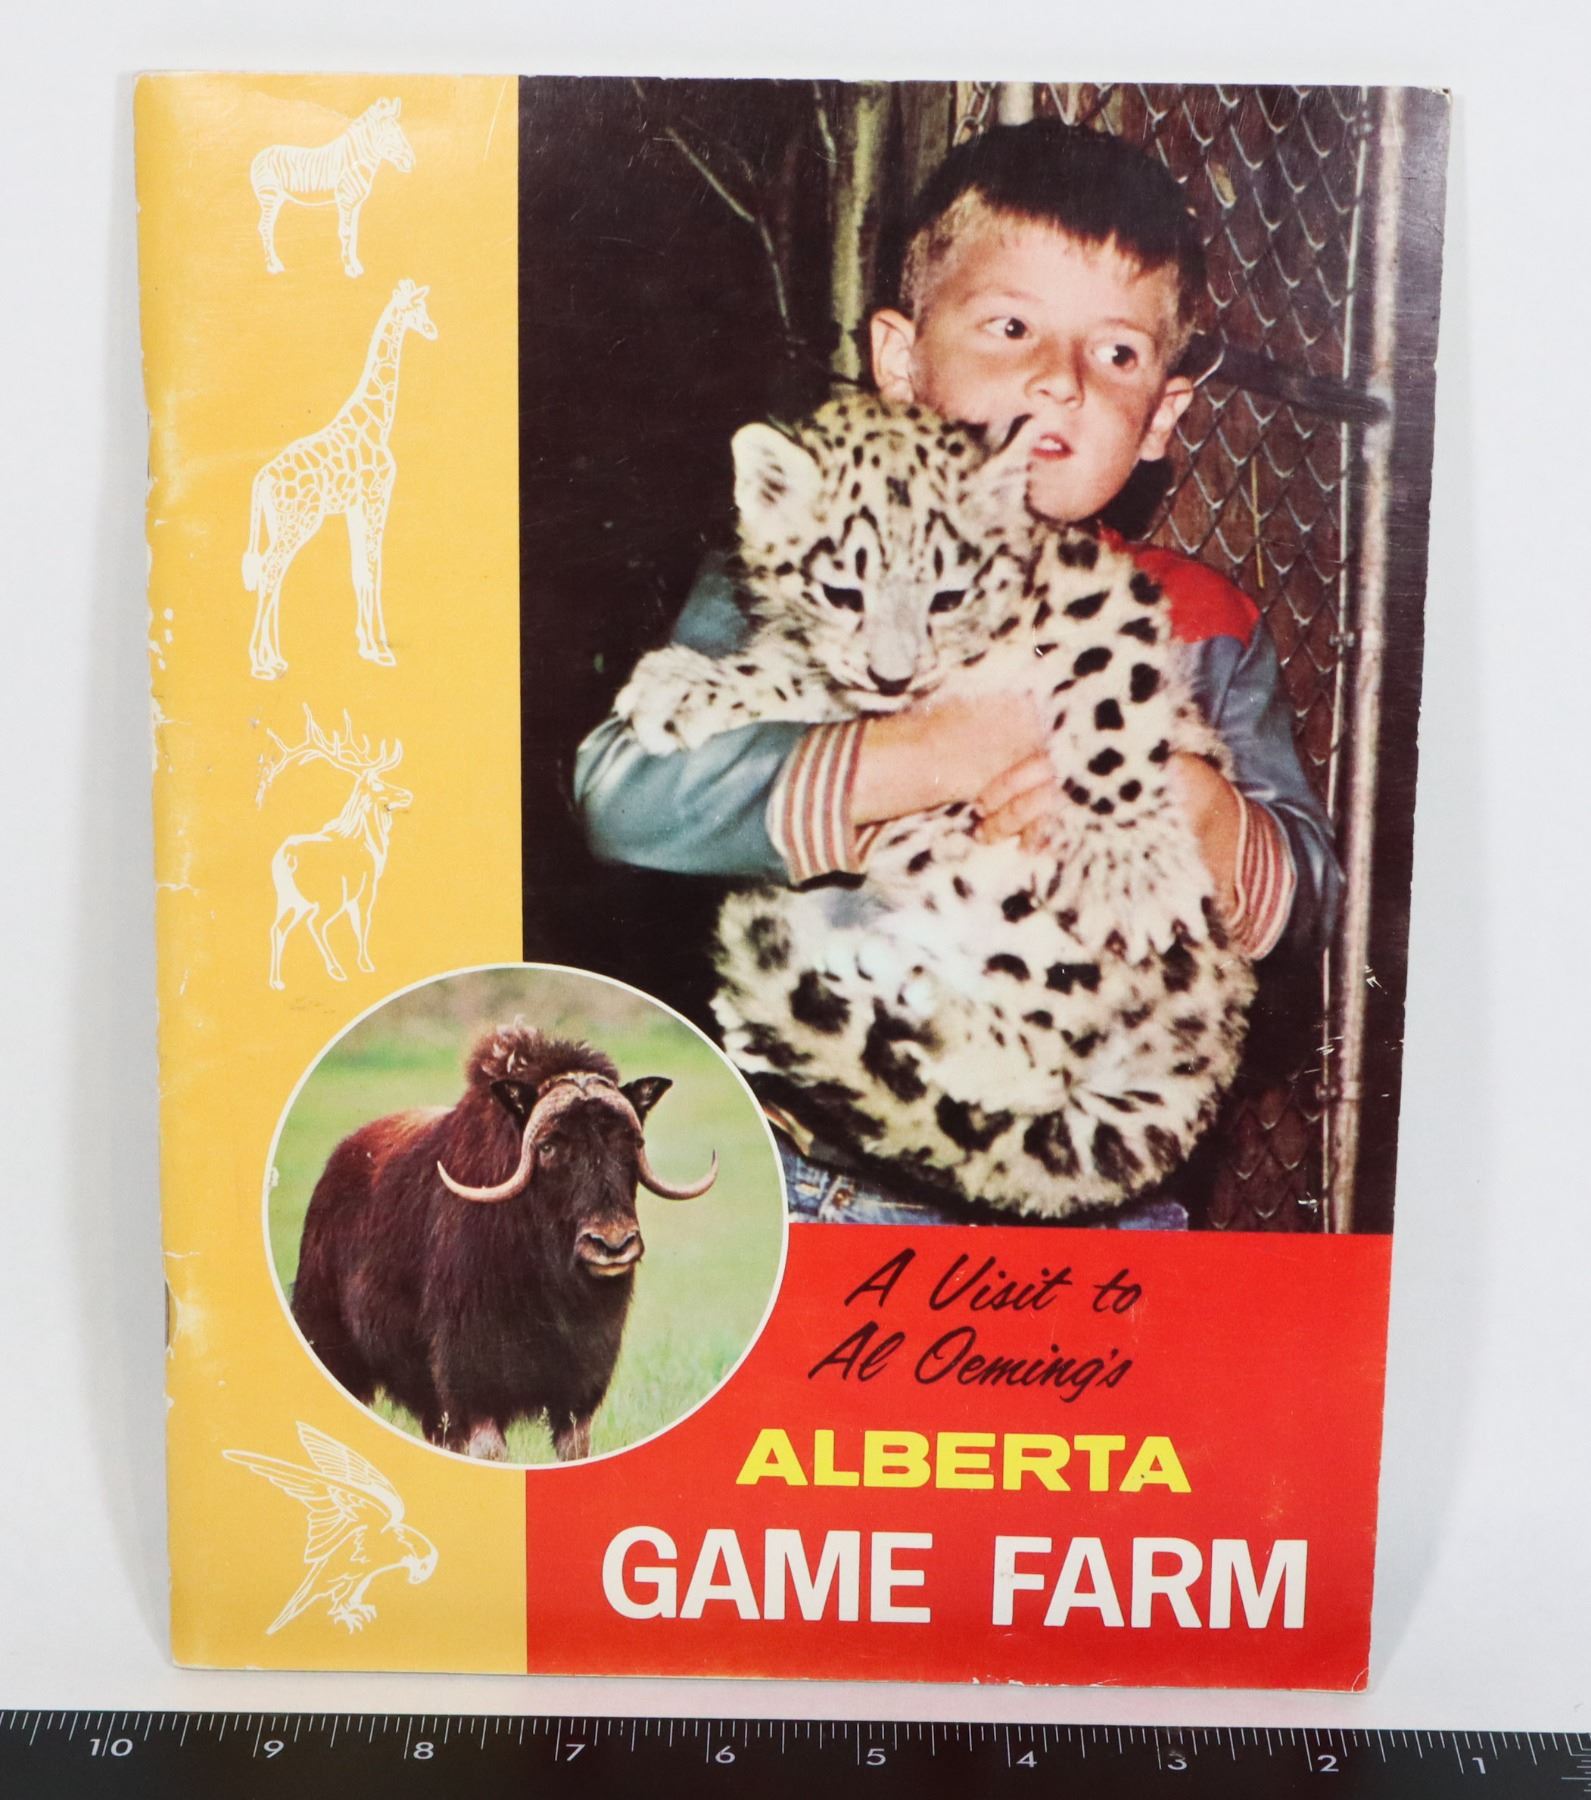 A Visit to
Al Oeming's
ALBERTA
GAME FARM
10 9 8 7 6 5 4 3 2 1